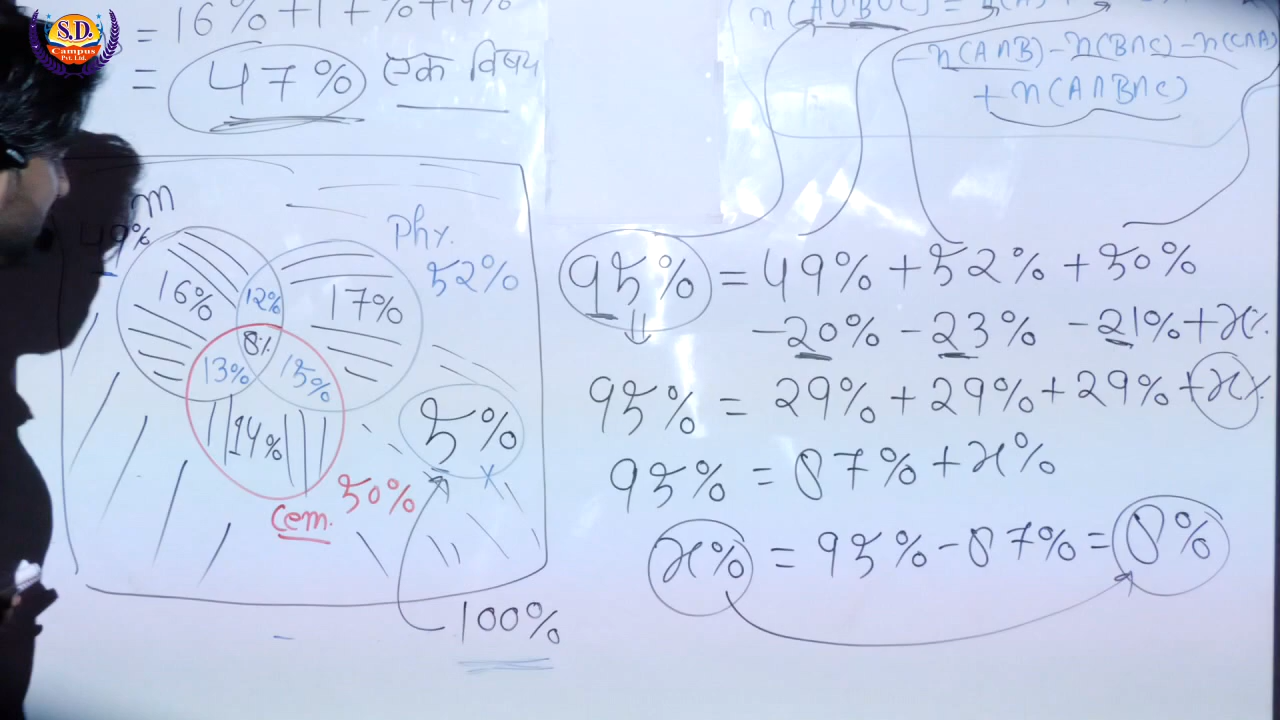 S.D.
Campus
Pvt. Ltd.
= 16% + 1 + % + 14%
= 47% एक विषय
n(A∪B∪C) =
- n(A∩B) - n(B∩C) - n(C∩A)
+ n(A∩B∩C)
m
49%
Phy.
52%
16%
12%
17%
8%
13%
15%
14%
5%
Cem.
50%
100%
95% = 49% + 52% + 50%
- 20% - 23% - 21% + x%
95% = 29% + 29% + 29% + x%
95% = 87% + x%
x% = 95% - 87% = 8%